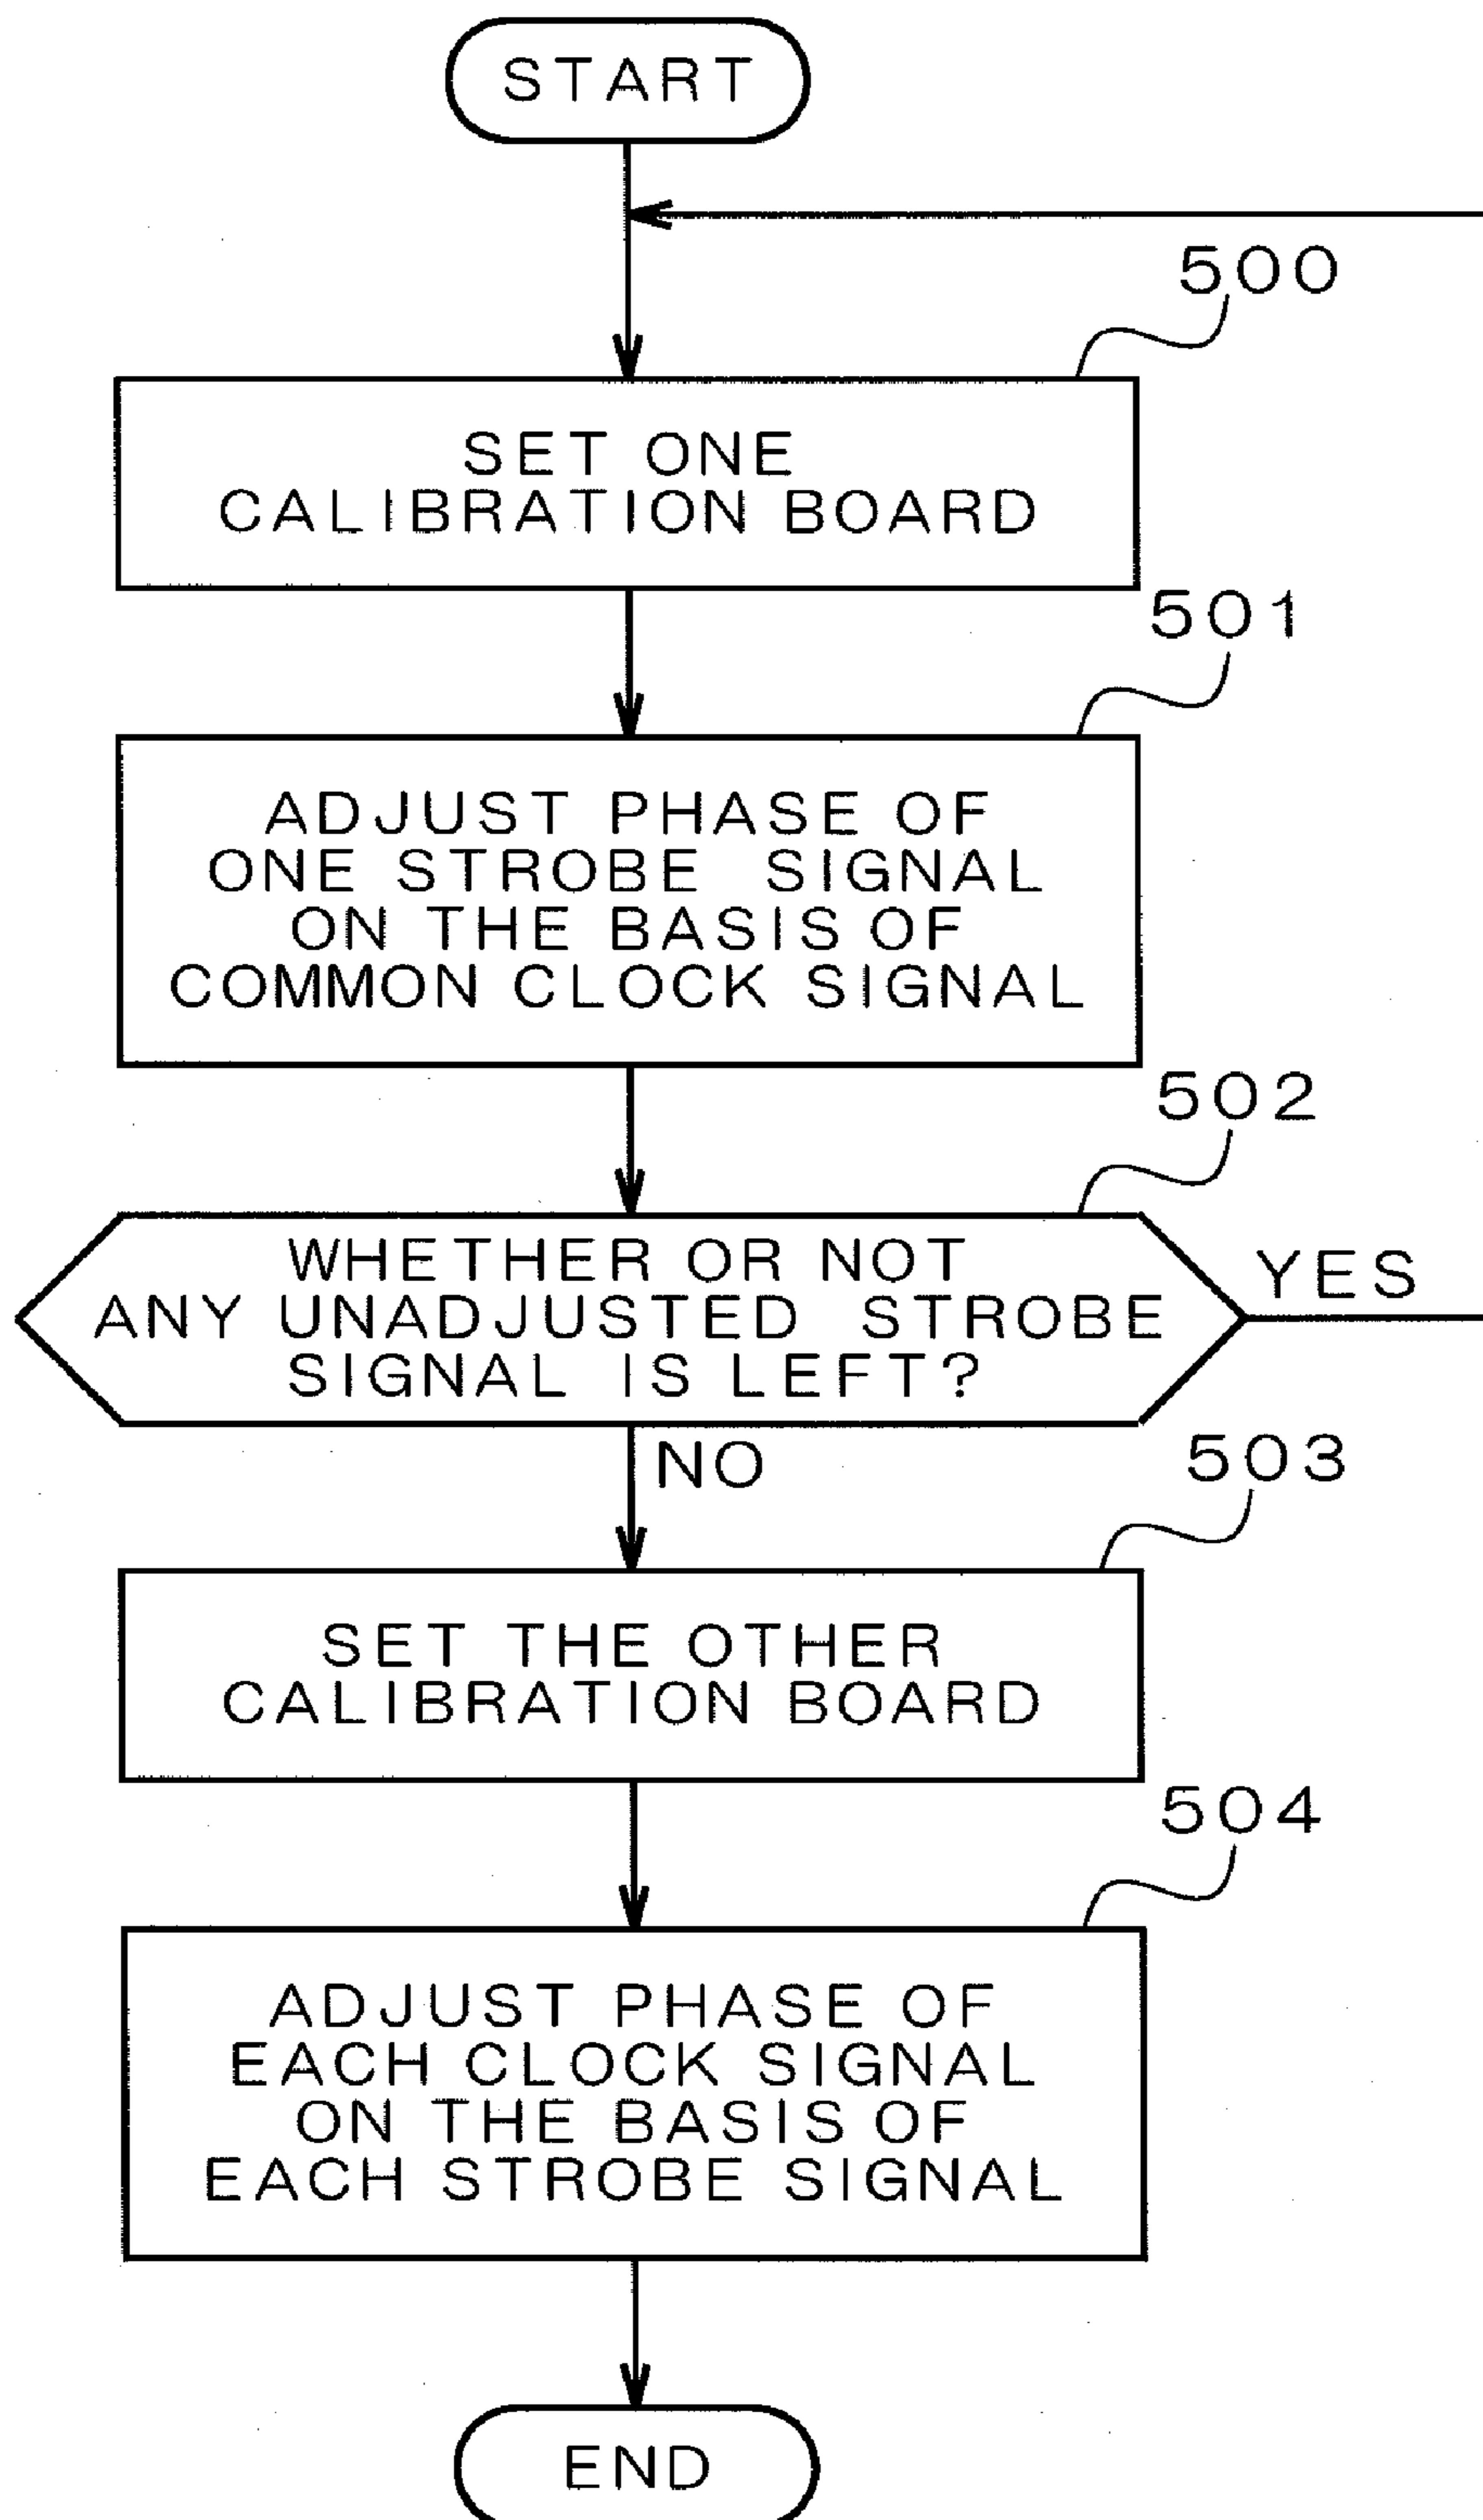 START
500
SET ONE
CALIBRATION BOARD
501
ADJUST PHASE OF
ONE STROBE SIGNAL
ON THE BASIS OF
COMMON CLOCK SIGNAL
502
WHETHER OR NOT
ANY UNADJUSTED STROBE
SIGNAL IS LEFT?
YES
NO
503
SET THE OTHER
CALIBRATION BOARD
504
ADJUST PHASE OF
EACH CLOCK SIGNAL
ON THE BASIS OF
EACH STROBE SIGNAL
END